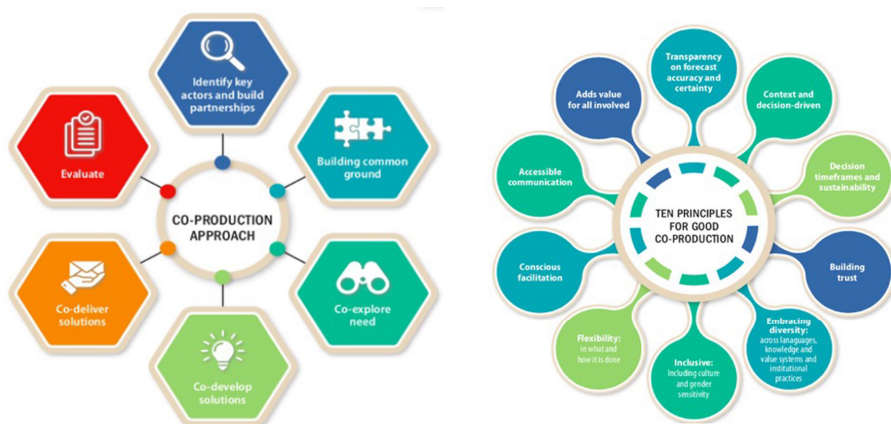 Identify key
actors and build
partnerships
Building common
ground
Co-explore
need
Co-develop
solutions
Co-deliver
solutions
Evaluate
CO-PRODUCTION
APPROACH
Transparency
on forecast
accuracy and
certainty
Context and
decision-driven
Decision
timeframes and
sustainability
Building
trust
Embracing
diversity:
across lanaguages,
knowledge and
value systems and
institutional
practices
Inclusive:
Including culture
and gender
sensitivity
Flexibility:
in what and
how it is done
Conscious
facilitation
Accessible
communication
Adds value
for all involved
TEN PRINCIPLES
FOR GOOD
CO-PRODUCTION